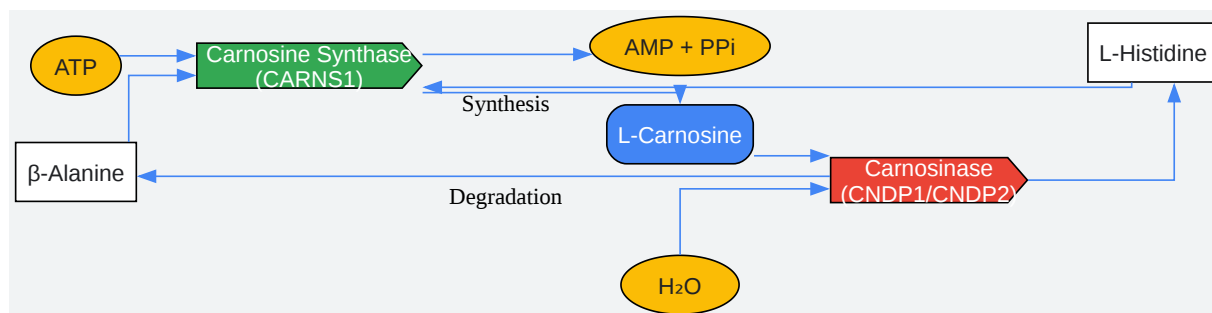 ATP
Carnosine Synthase
(CARNS1)
AMP + PPi
L-Histidine
Synthesis
L-Carnosine
β-Alanine
Carnosinase
(CNDP1/CNDP2)
Degradation
H₂O